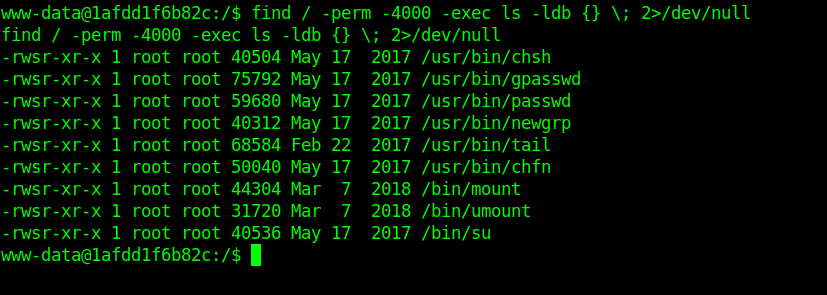 www-data@1afdd1f6b82c:/$ find / -perm -4000 -exec ls -ldb {} \; 2>/dev/null
find / -perm -4000 -exec ls -ldb {} \; 2>/dev/null
-rwsr-xr-x 1 root root 40504 May 17  2017 /usr/bin/chsh
-rwsr-xr-x 1 root root 75792 May 17  2017 /usr/bin/gpasswd
-rwsr-xr-x 1 root root 59680 May 17  2017 /usr/bin/passwd
-rwsr-xr-x 1 root root 40312 May 17  2017 /usr/bin/newgrp
-rwsr-xr-x 1 root root 68584 Feb 22  2017 /usr/bin/tail
-rwsr-xr-x 1 root root 50040 May 17  2017 /usr/bin/chfn
-rwsr-xr-x 1 root root 44304 Mar  7  2018 /bin/mount
-rwsr-xr-x 1 root root 31720 Mar  7  2018 /bin/umount
-rwsr-xr-x 1 root root 40536 May 17  2017 /bin/su
www-data@1afdd1f6b82c:/$